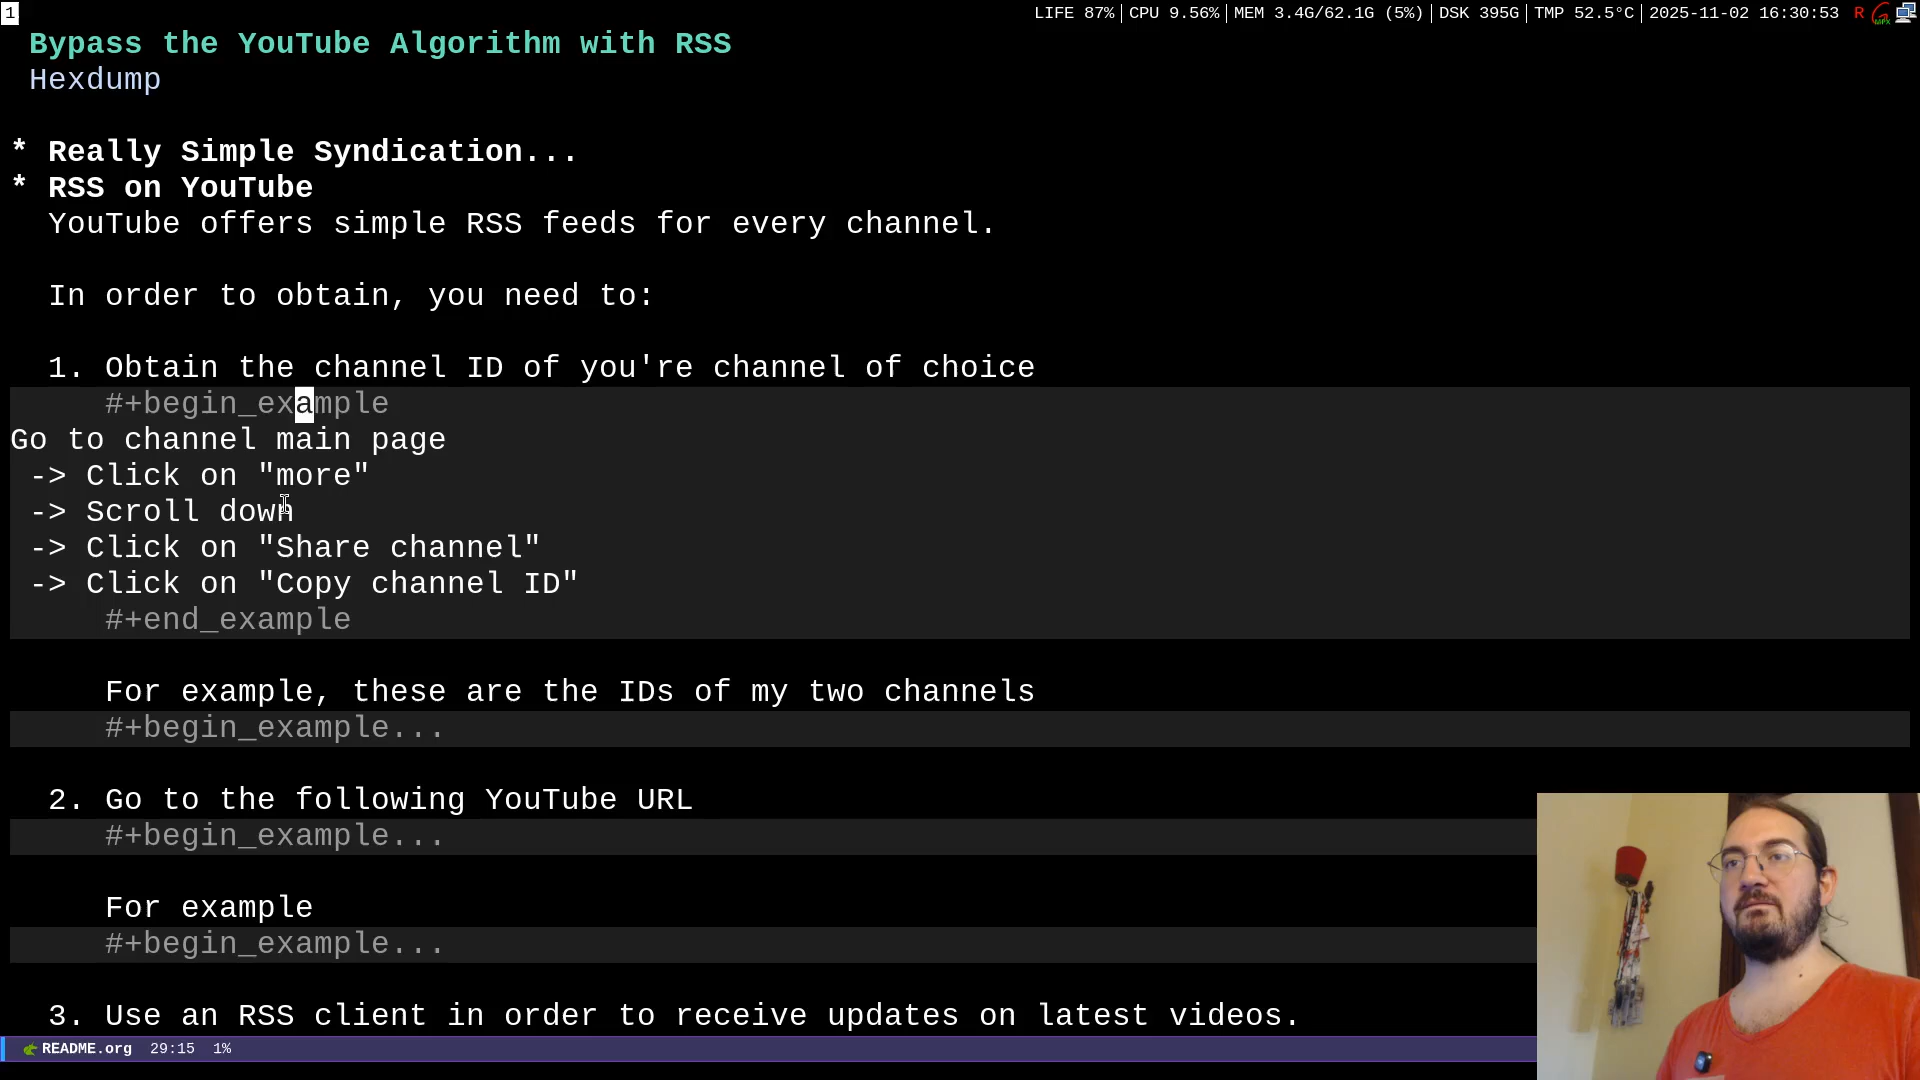 1
LIFE 87% | CPU 9.56% | MEM 3.4G/62.1G (5%) | DSK 395G | TMP 52.5°C | 2025-11-02 16:30:53 R
Bypass the YouTube Algorithm with RSS
Hexdump
* Really Simple Syndication...
* RSS on YouTube
YouTube offers simple RSS feeds for every channel.
In order to obtain, you need to:
1. Obtain the channel ID of you're channel of choice
#+begin_example
Go to channel main page
-> Click on "more"
-> Scroll down
-> Click on "Share channel"
-> Click on "Copy channel ID"
#+end_example
For example, these are the IDs of my two channels
#+begin_example...
2. Go to the following YouTube URL
#+begin_example...
For example
#+begin_example...
3. Use an RSS client in order to receive updates on latest videos.
README.org 29:15 1%